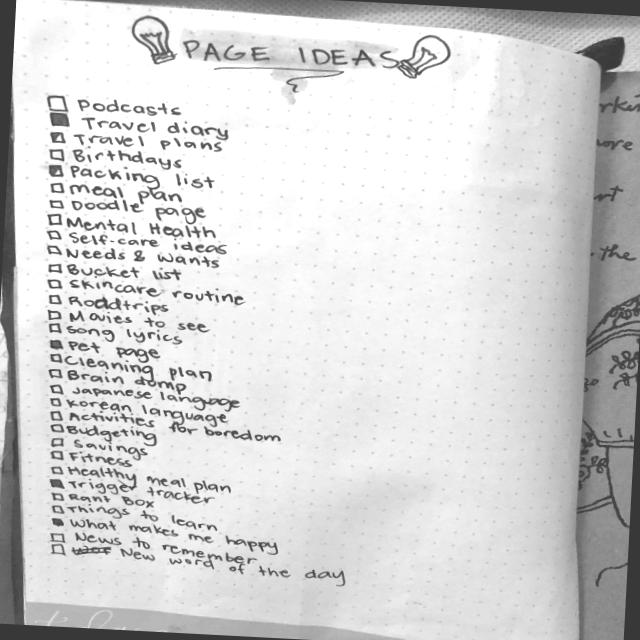 PAGE IDEAS
Podcasts
Travel diary
Travel plans
Birthdays
Packing list
meal plan
Doodle page
Mental Health
Self-care ideas
Needs & wants
Bucket list
Skincare routine
Roadtrips
Movies to see
Song lyrics
Pet page
Cleaning plan
Brain dump
Japanese language
Korean language
Activities for boredom
Budgeting
Savings
Fitness
Healthy meal plan
Trigger tracker
Rant box
Things to learn
What makes me happy
News to remember
New word of the day
ore
the